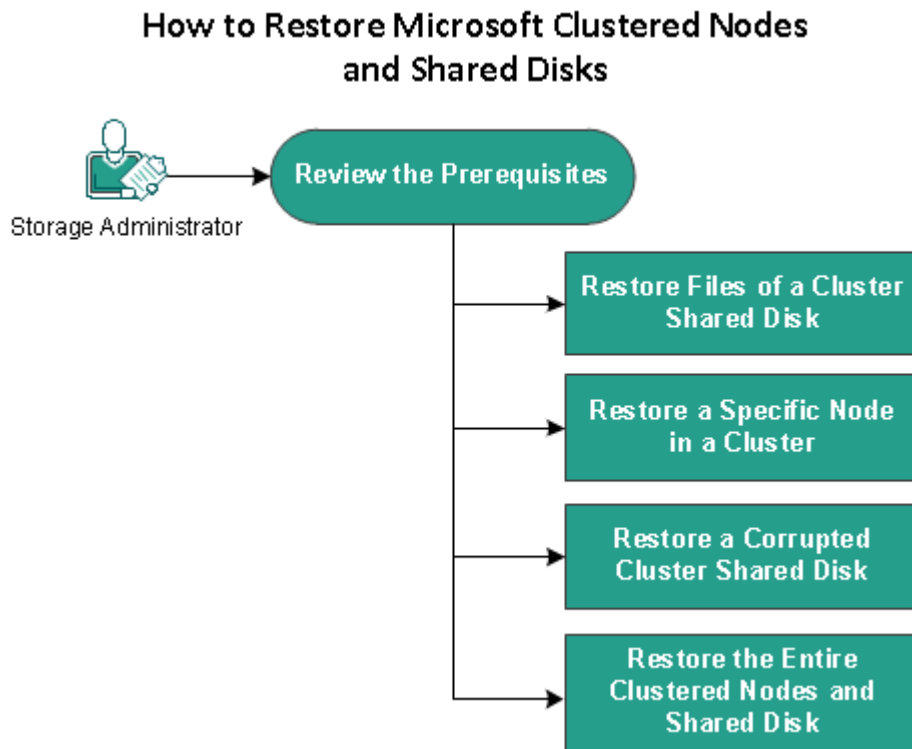 How to Restore Microsoft Clustered Nodes
and Shared Disks
Review the Prerequisites
Storage Administrator
Restore Files of a Cluster
Shared Disk
Restore a Specific Node
in a Cluster
Restore a Corrupted
Cluster Shared Disk
Restore the Entire
Clustered Nodes and
Shared Disk